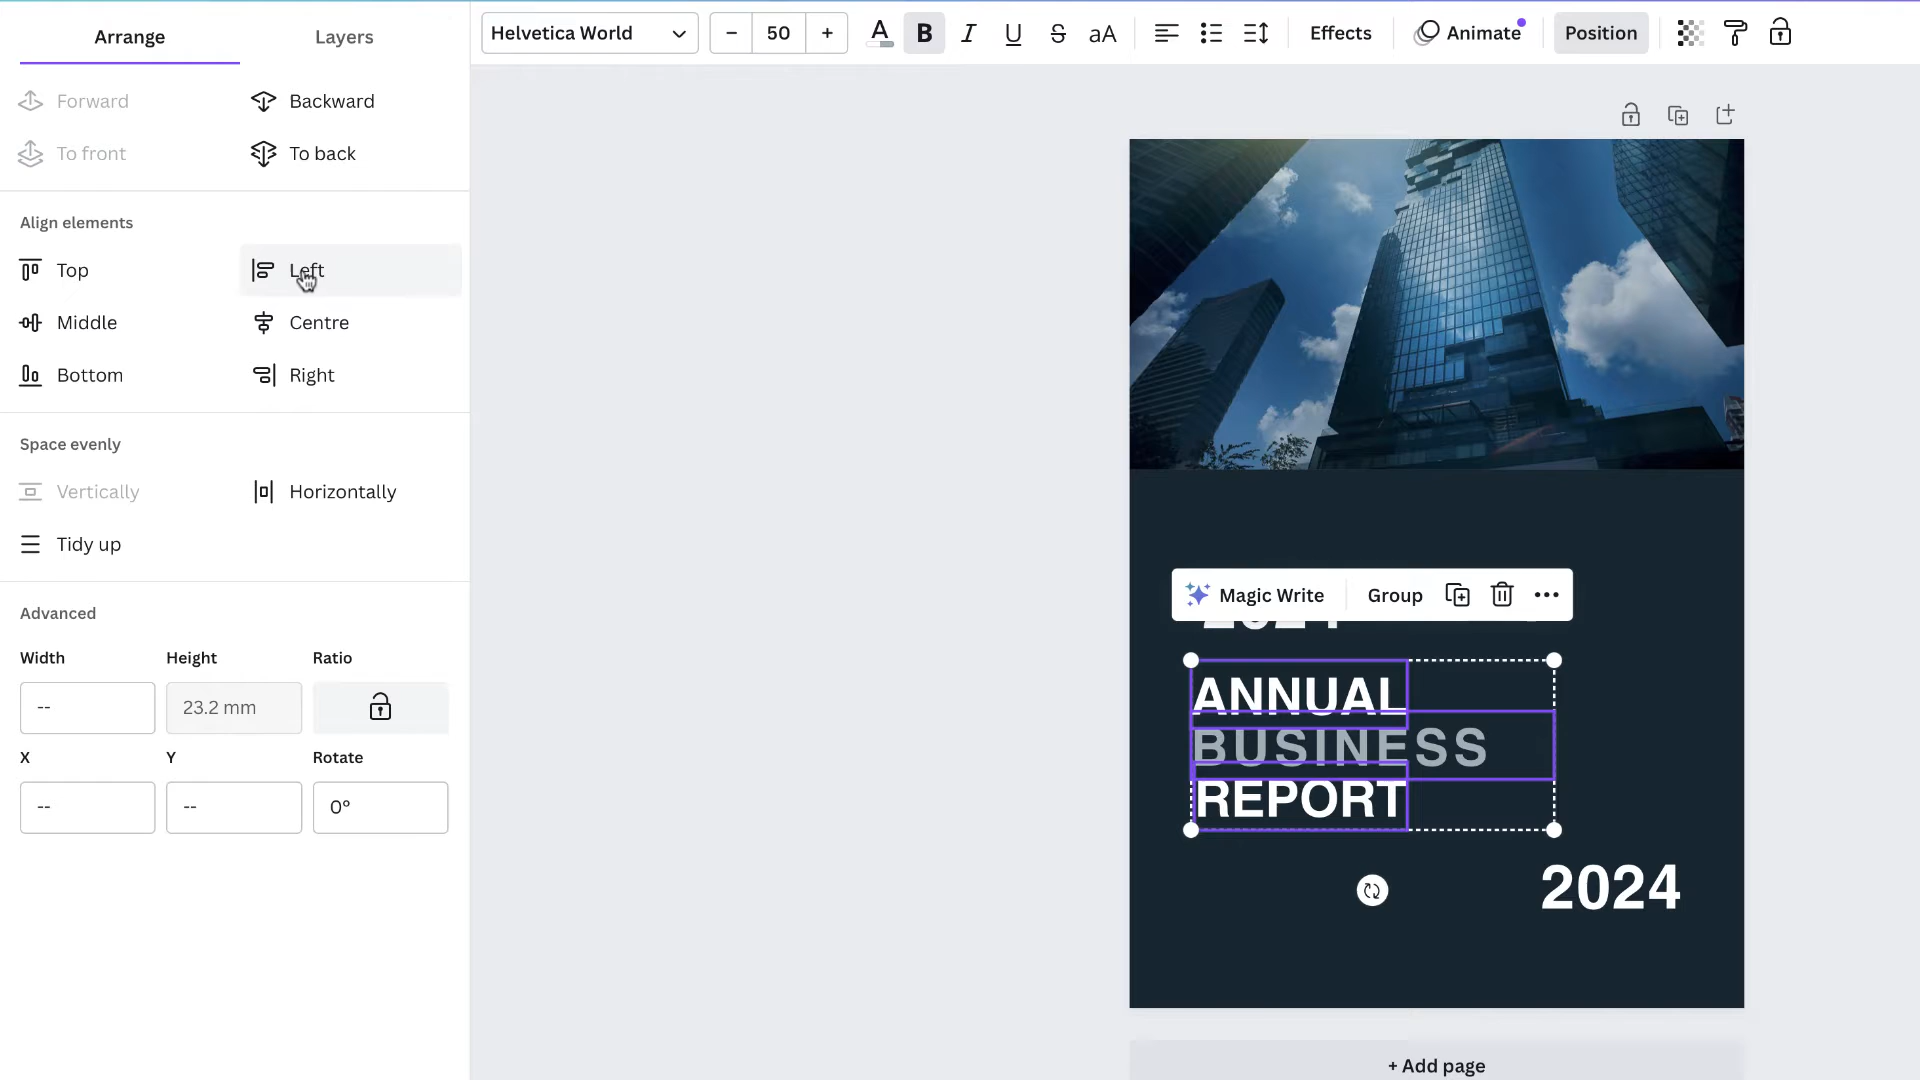 Arrange Layers
Helvetica World – 50 + A B I U S aA Effects Animate Position
Forward Backward
To front To back
Align elements
Top Left
Middle Centre
Bottom Right
Space evenly
Vertically Horizontally
Tidy up
Advanced
Width Height Ratio
-- 23.2 mm
X Y Rotate
-- -- 0°
Magic Write Group
2024
ANNUAL
BUSINESS
REPORT
2024
+ Add page